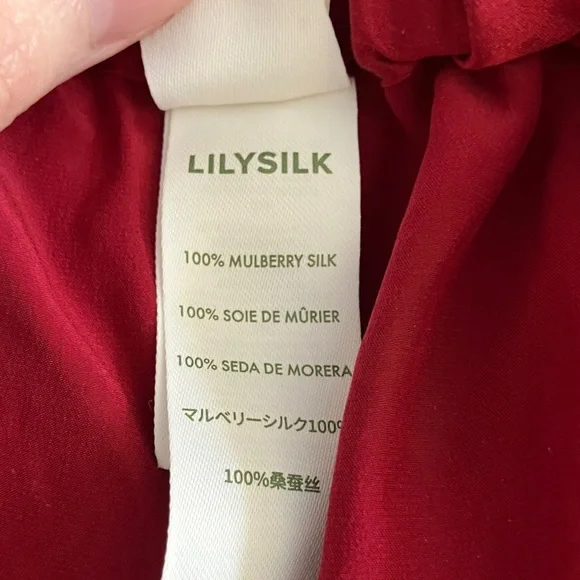 LILYSILK
100% MULBERRY SILK
100% SOIE DE MÛRIER
100% SEDA DE MORERA
マルベリーシルク100%
100%桑蚕丝